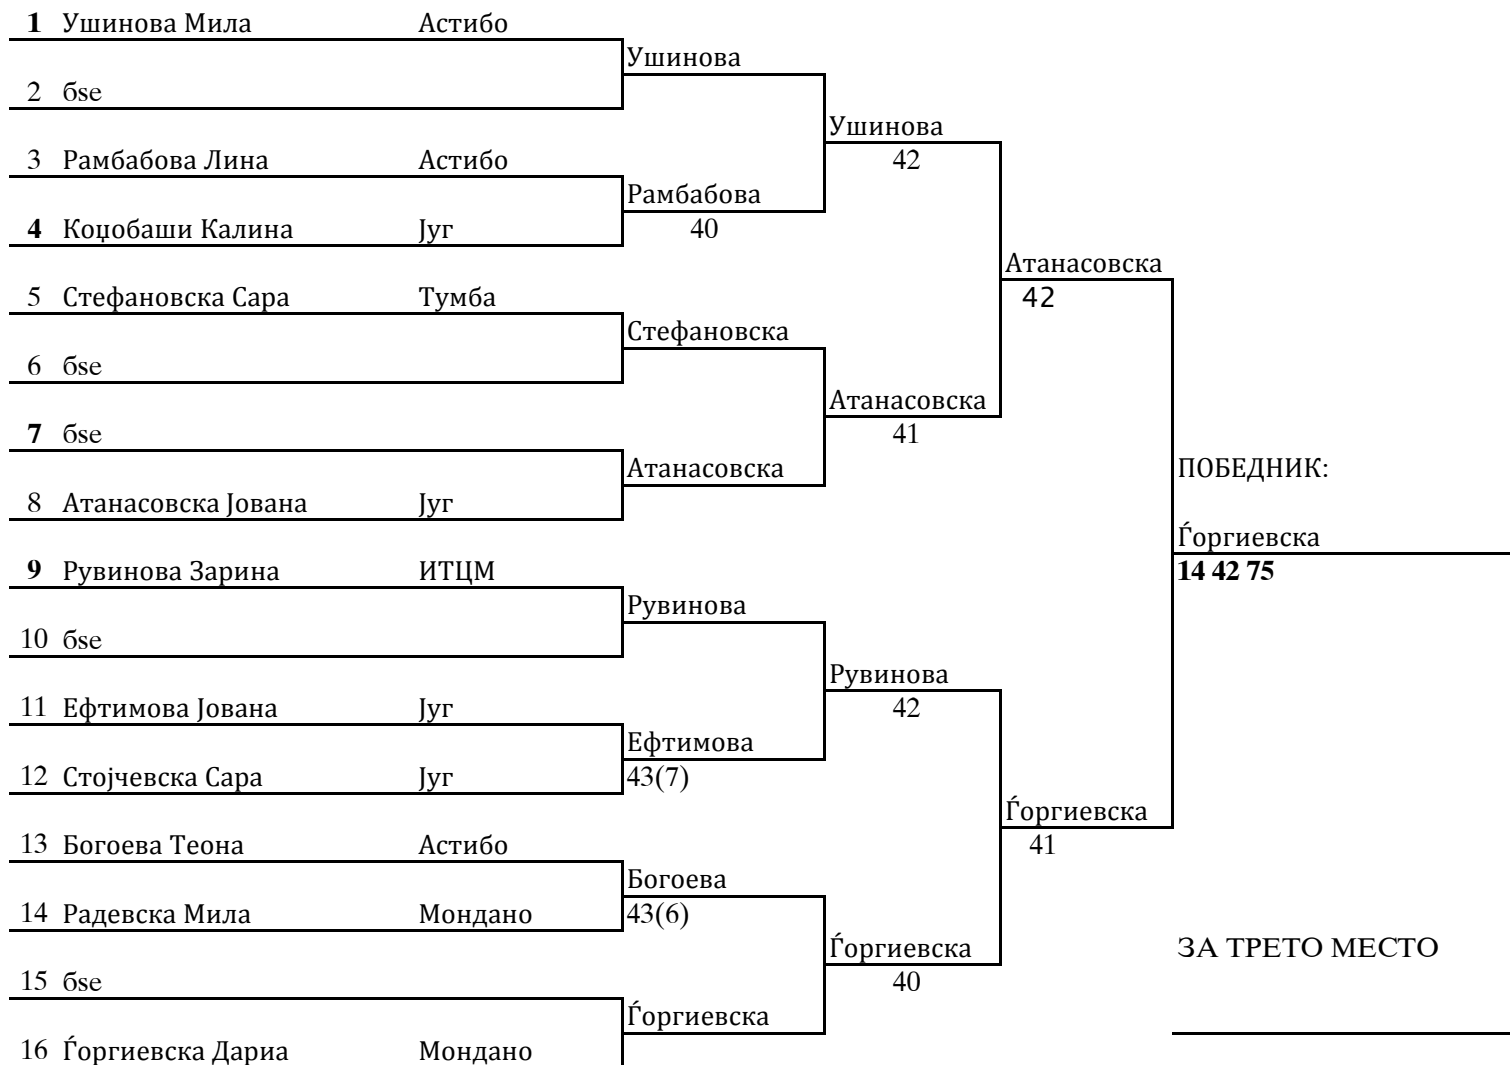 1 Ушинова Мила Астибо
Ушинова
2 бѕе
Ушинова
3 Рамбабова Лина Астибо
42
Рамбабова
4 Коџобаши Калина Југ
40
Атанасовска
5 Стефановска Сара Тумба
42
Стефановска
6 бѕе
Атанасовска
7 бѕе
41
Атанасовска
ПОБЕДНИК:
8 Атанасовска Јована Југ
Ѓоргиевска
9 Рувинова Зарина ИТЦМ
14 42 75
Рувинова
10 бѕе
Рувинова
11 Ефтимова Јована Југ
42
Ефтимова
12 Стојчевска Сара Југ
43(7)
Ѓоргиевска
13 Богоева Теона Астибо
41
Богоева
14 Радевска Мила Мондано
43(6)
Ѓоргиевска
ЗА ТРЕТО МЕСТО
15 бѕе
40
Ѓоргиевска
16 Ѓоргиевска Дариа Мондано